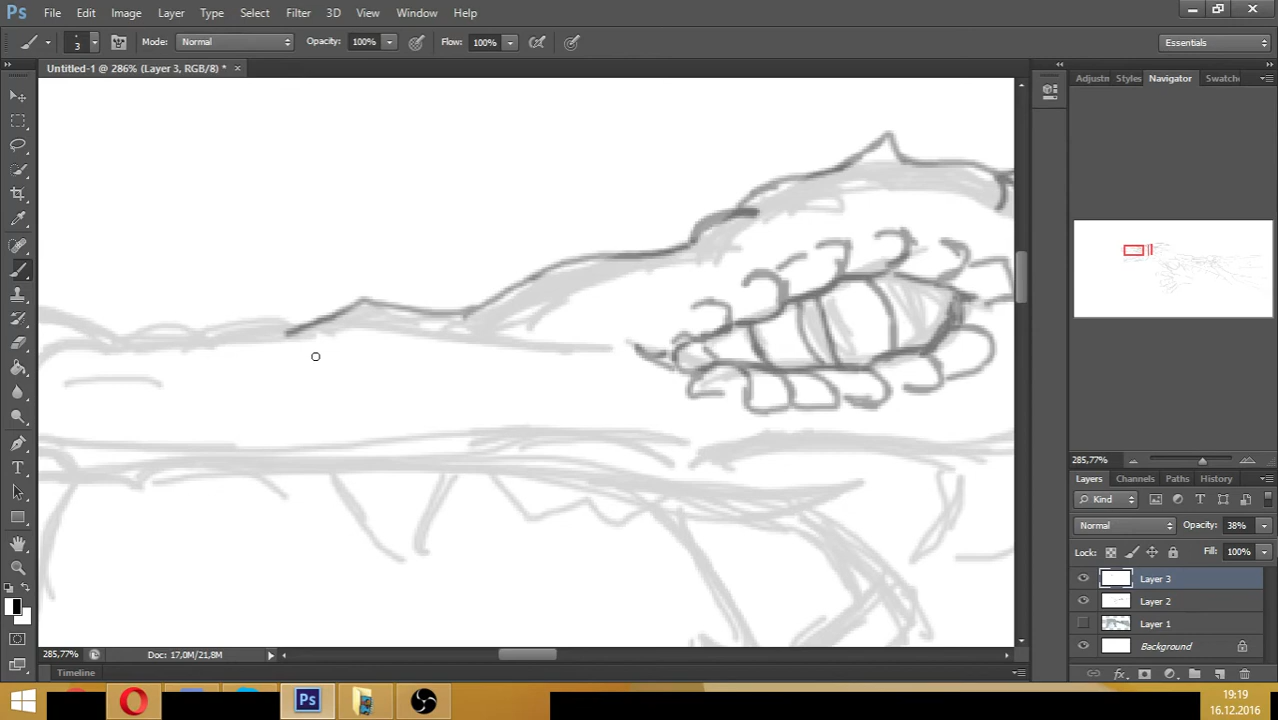 Ps File Edit Image Layer Type Select Filter 3D View Window Help
3 Mode: Normal Opacity: 100% Flow: 100% Essentials
Untitled-1 @ 286% (Layer 3, RGB/8) *
Adjustm Styles Navigator Swatche
285,77%
Layers Channels Paths History
Kind
Normal Opacity: 38%
Lock: Fill: 100%
Layer 3
Layer 2
Layer 1
Background
285,77% Doc: 17,0M/21,8M
Timeline
Ps
19:19
16.12.2016